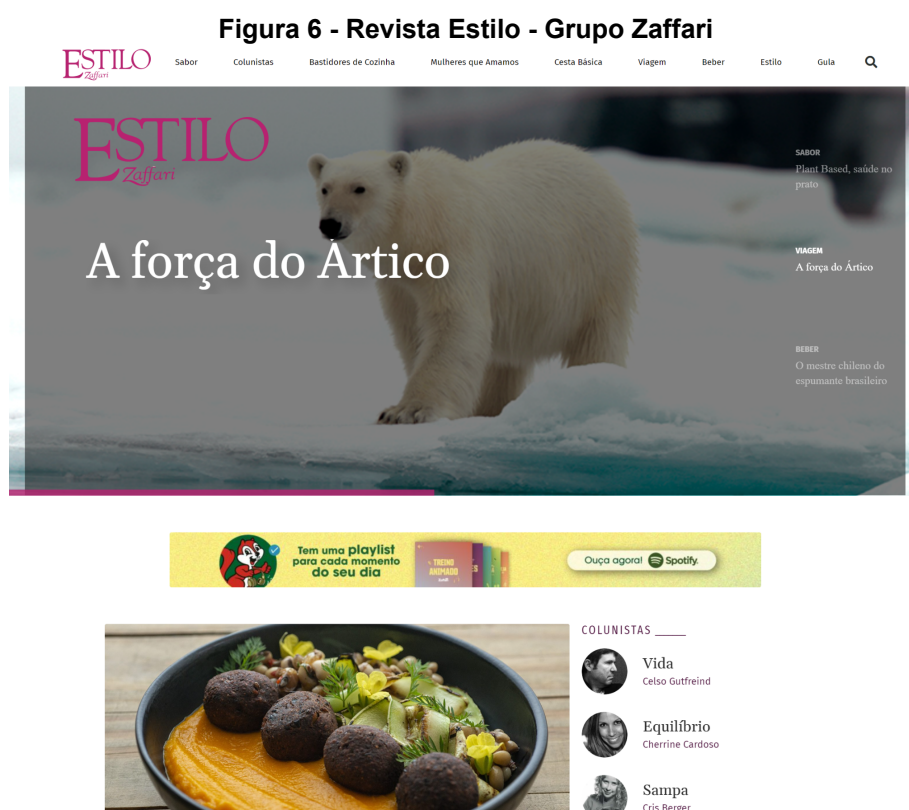 Figura 6 - Revista Estilo - Grupo Zaffari
ESTILO
Zaffari
Sabor
Colunistas
Bastidores de Cozinha
Mulheres que Amamos
Cesta Básica
Viagem
Beber
Estilo
Gula
ESTILO
Zaffari
A força do Ártico
SABOR
Plant Based, saúde no
prato
VIAGEM
A força do Ártico
BEBER
O mestre chileno do
espumante brasileiro
Tem uma playlist
para cada momento
do seu dia
TREINO
ANIMADO
Ouça agora! Spotify
COLUNISTAS
Vida
Celso Gutfreind
Equilíbrio
Cherrine Cardoso
Sampa
Cris Berger